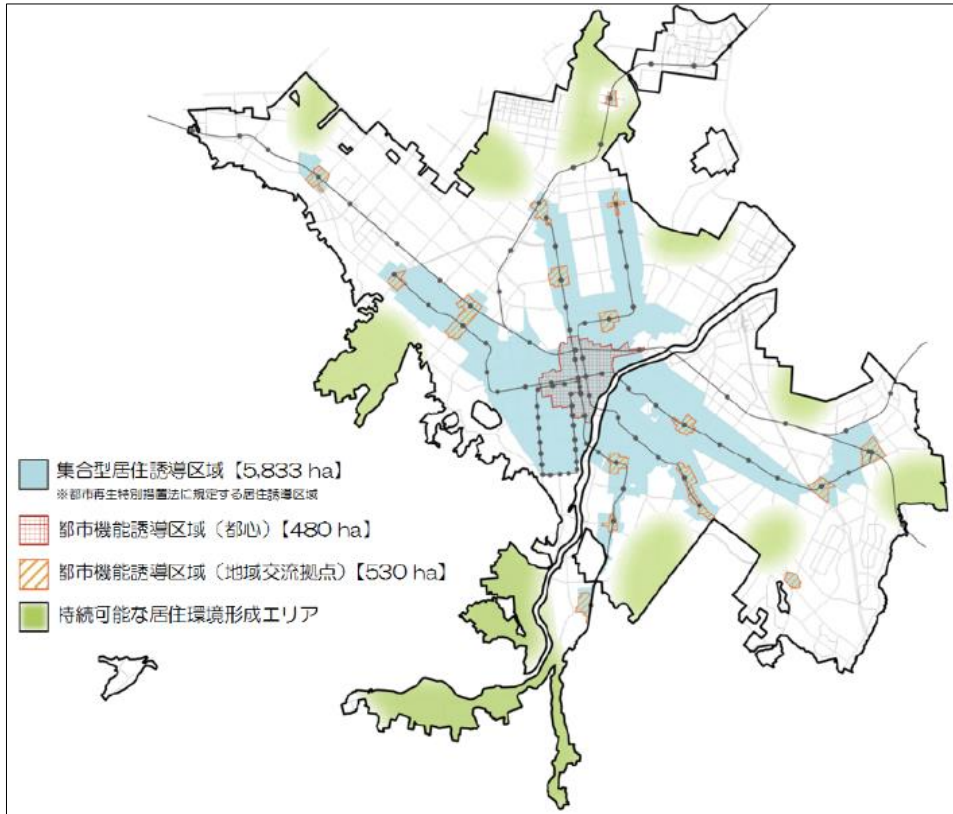 集合型居住誘導区域【5,833 ha】
※都市再生特別措置法に規定する居住誘導区域
都市機能誘導区域（都心）【480 ha】
都市機能誘導区域（地域交流拠点）【530 ha】
持続可能な居住環境形成エリア